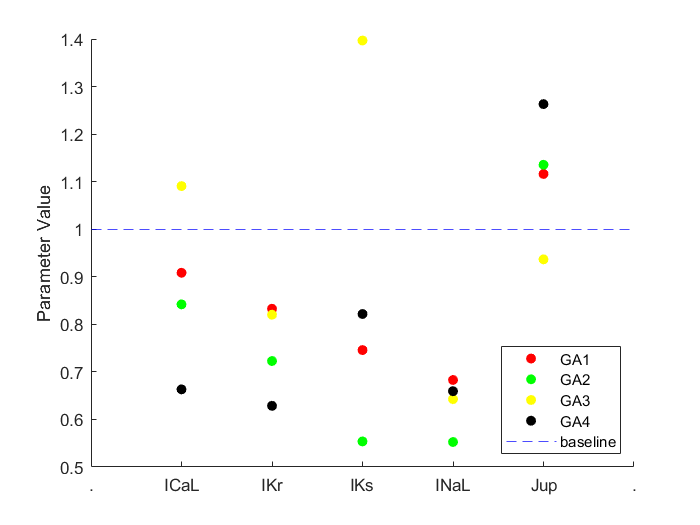 1.4
1.3
1.2
1.1
1
0.9
0.8
0.7
0.6
0.5
Parameter Value
. ICaL IKr IKs INaL Jup .
GA1
GA2
GA3
GA4
baseline